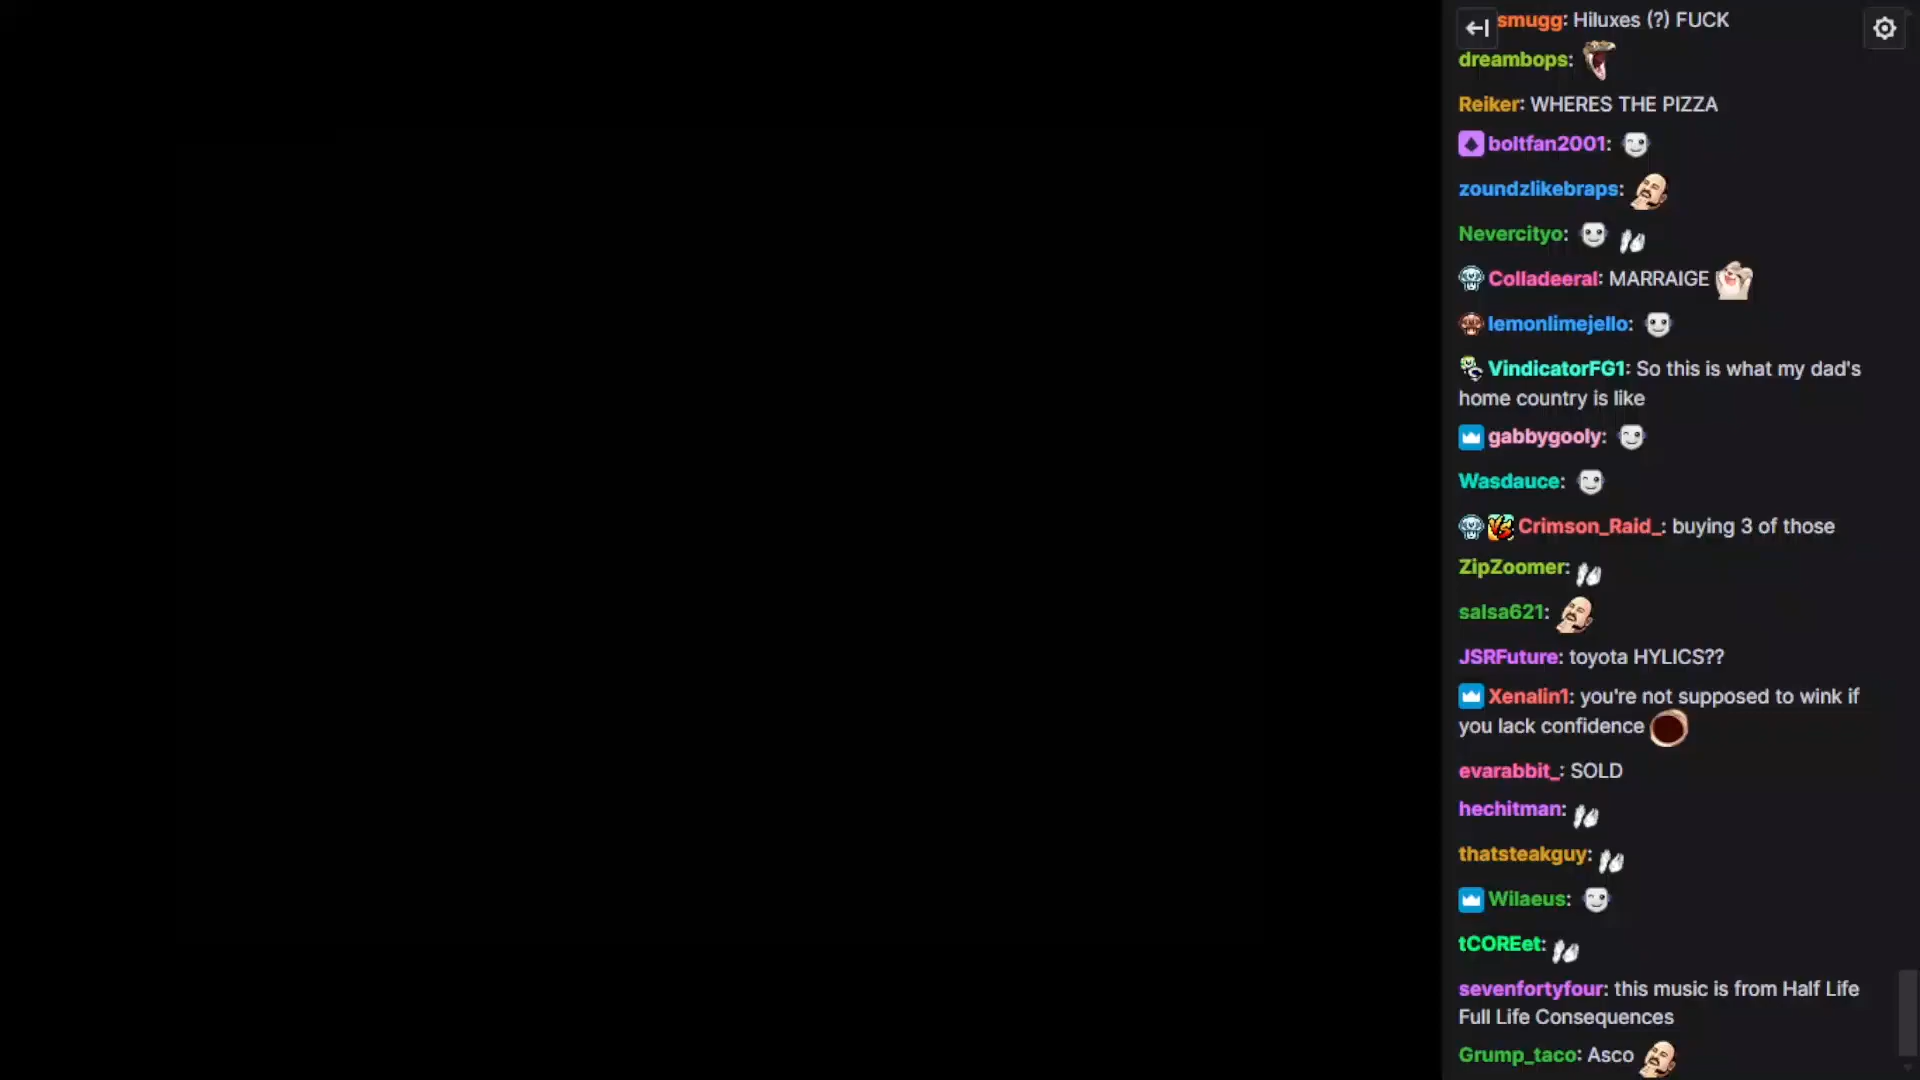 smugg: Hiluxes (?) FUCK
dreambops:
Reiker: WHERES THE PIZZA
boltfan2001:
zoundzlikebraps:
Nevercityo:
Colladeeral: MARRAIGE
lemonlimejello:
VindicatorFG1: So this is what my dad's
home country is like
gabbygooly:
Wasdauce:
Crimson_Raid_: buying 3 of those
ZipZoomer:
salsa621:
JSRFuture: toyota HYLICS??
Xenalin1: you're not supposed to wink if
you lack confidence
evarabbit_: SOLD
hechitman:
thatsteakguy:
Wilaeus:
tCOREet:
sevenfortyfour: this music is from Half Life
Full Life Consequences
Grump_taco: Asco